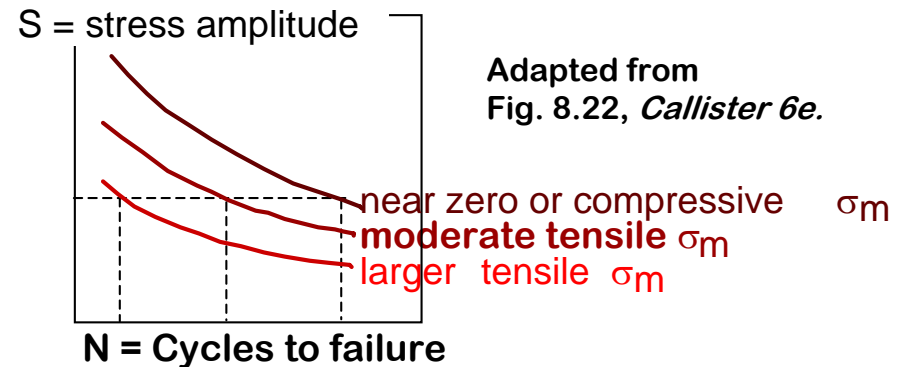 S = stress amplitude
Adapted from
Fig. 8.22, Callister 6e.
near zero or compressive σm
moderate tensile σm
larger tensile σm
N = Cycles to failure